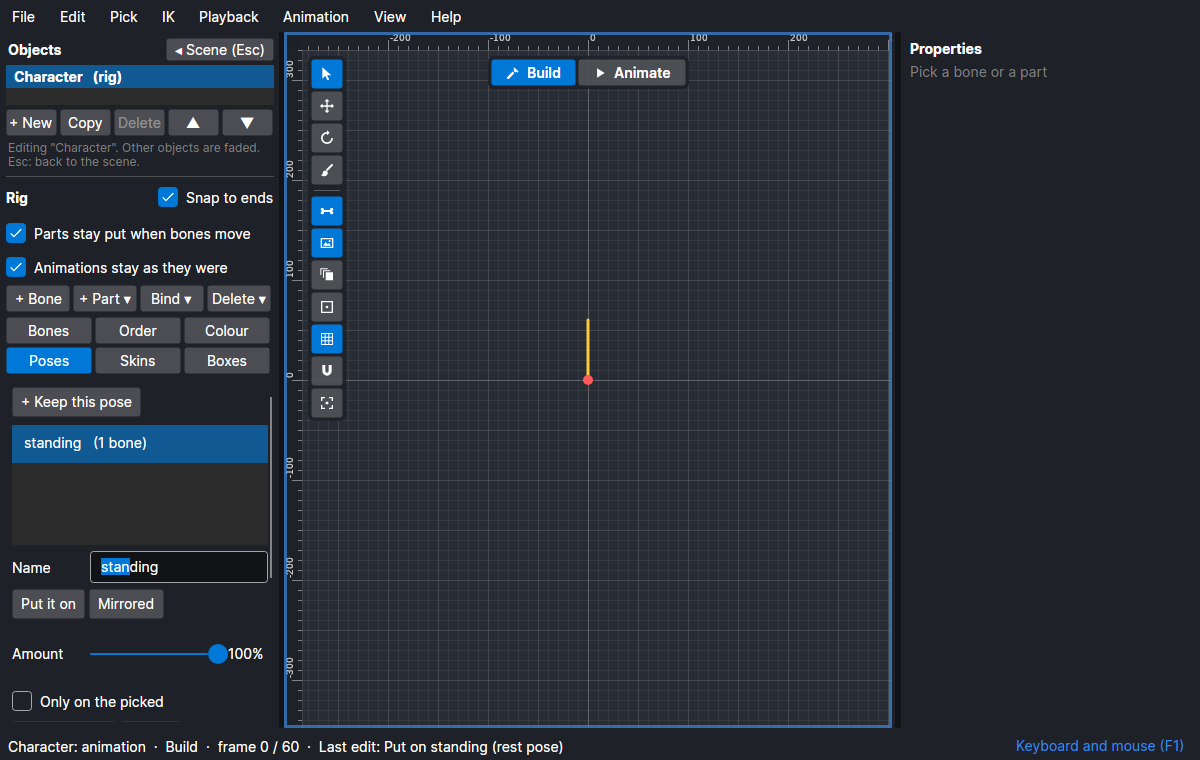 File Edit Pick IK Playback Animation View Help
Objects ◂ Scene (Esc)
Character (rig)
+ New Copy Delete ▲ ▼
Editing "Character". Other objects are faded.
Esc: back to the scene.
Rig Snap to ends
Parts stay put when bones move
Animations stay as they were
+ Bone + Part ▾ Bind ▾ Delete ▾
Bones Order Colour
Poses Skins Boxes
+ Keep this pose
standing (1 bone)
Name standing
Put it on Mirrored
Amount 100%
Only on the picked
-200 -100 0 100 200
300
200
100
0
-100
-200
-300
Build Animate
Properties
Pick a bone or a part
Character: animation · Build · frame 0 / 60 · Last edit: Put on standing (rest pose)
Keyboard and mouse (F1)